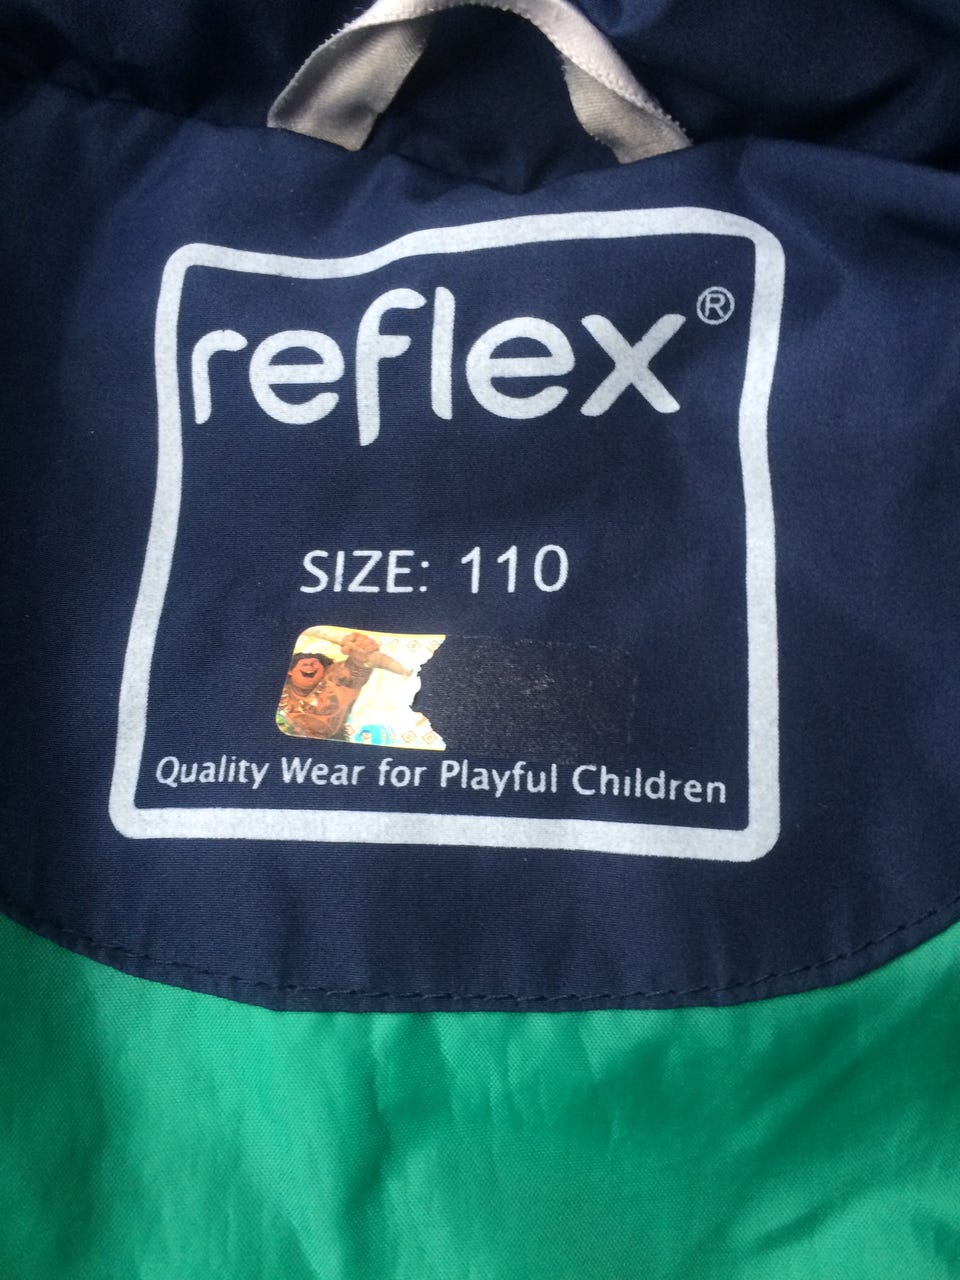 reflex®
SIZE: 110
Quality Wear for Playful Children